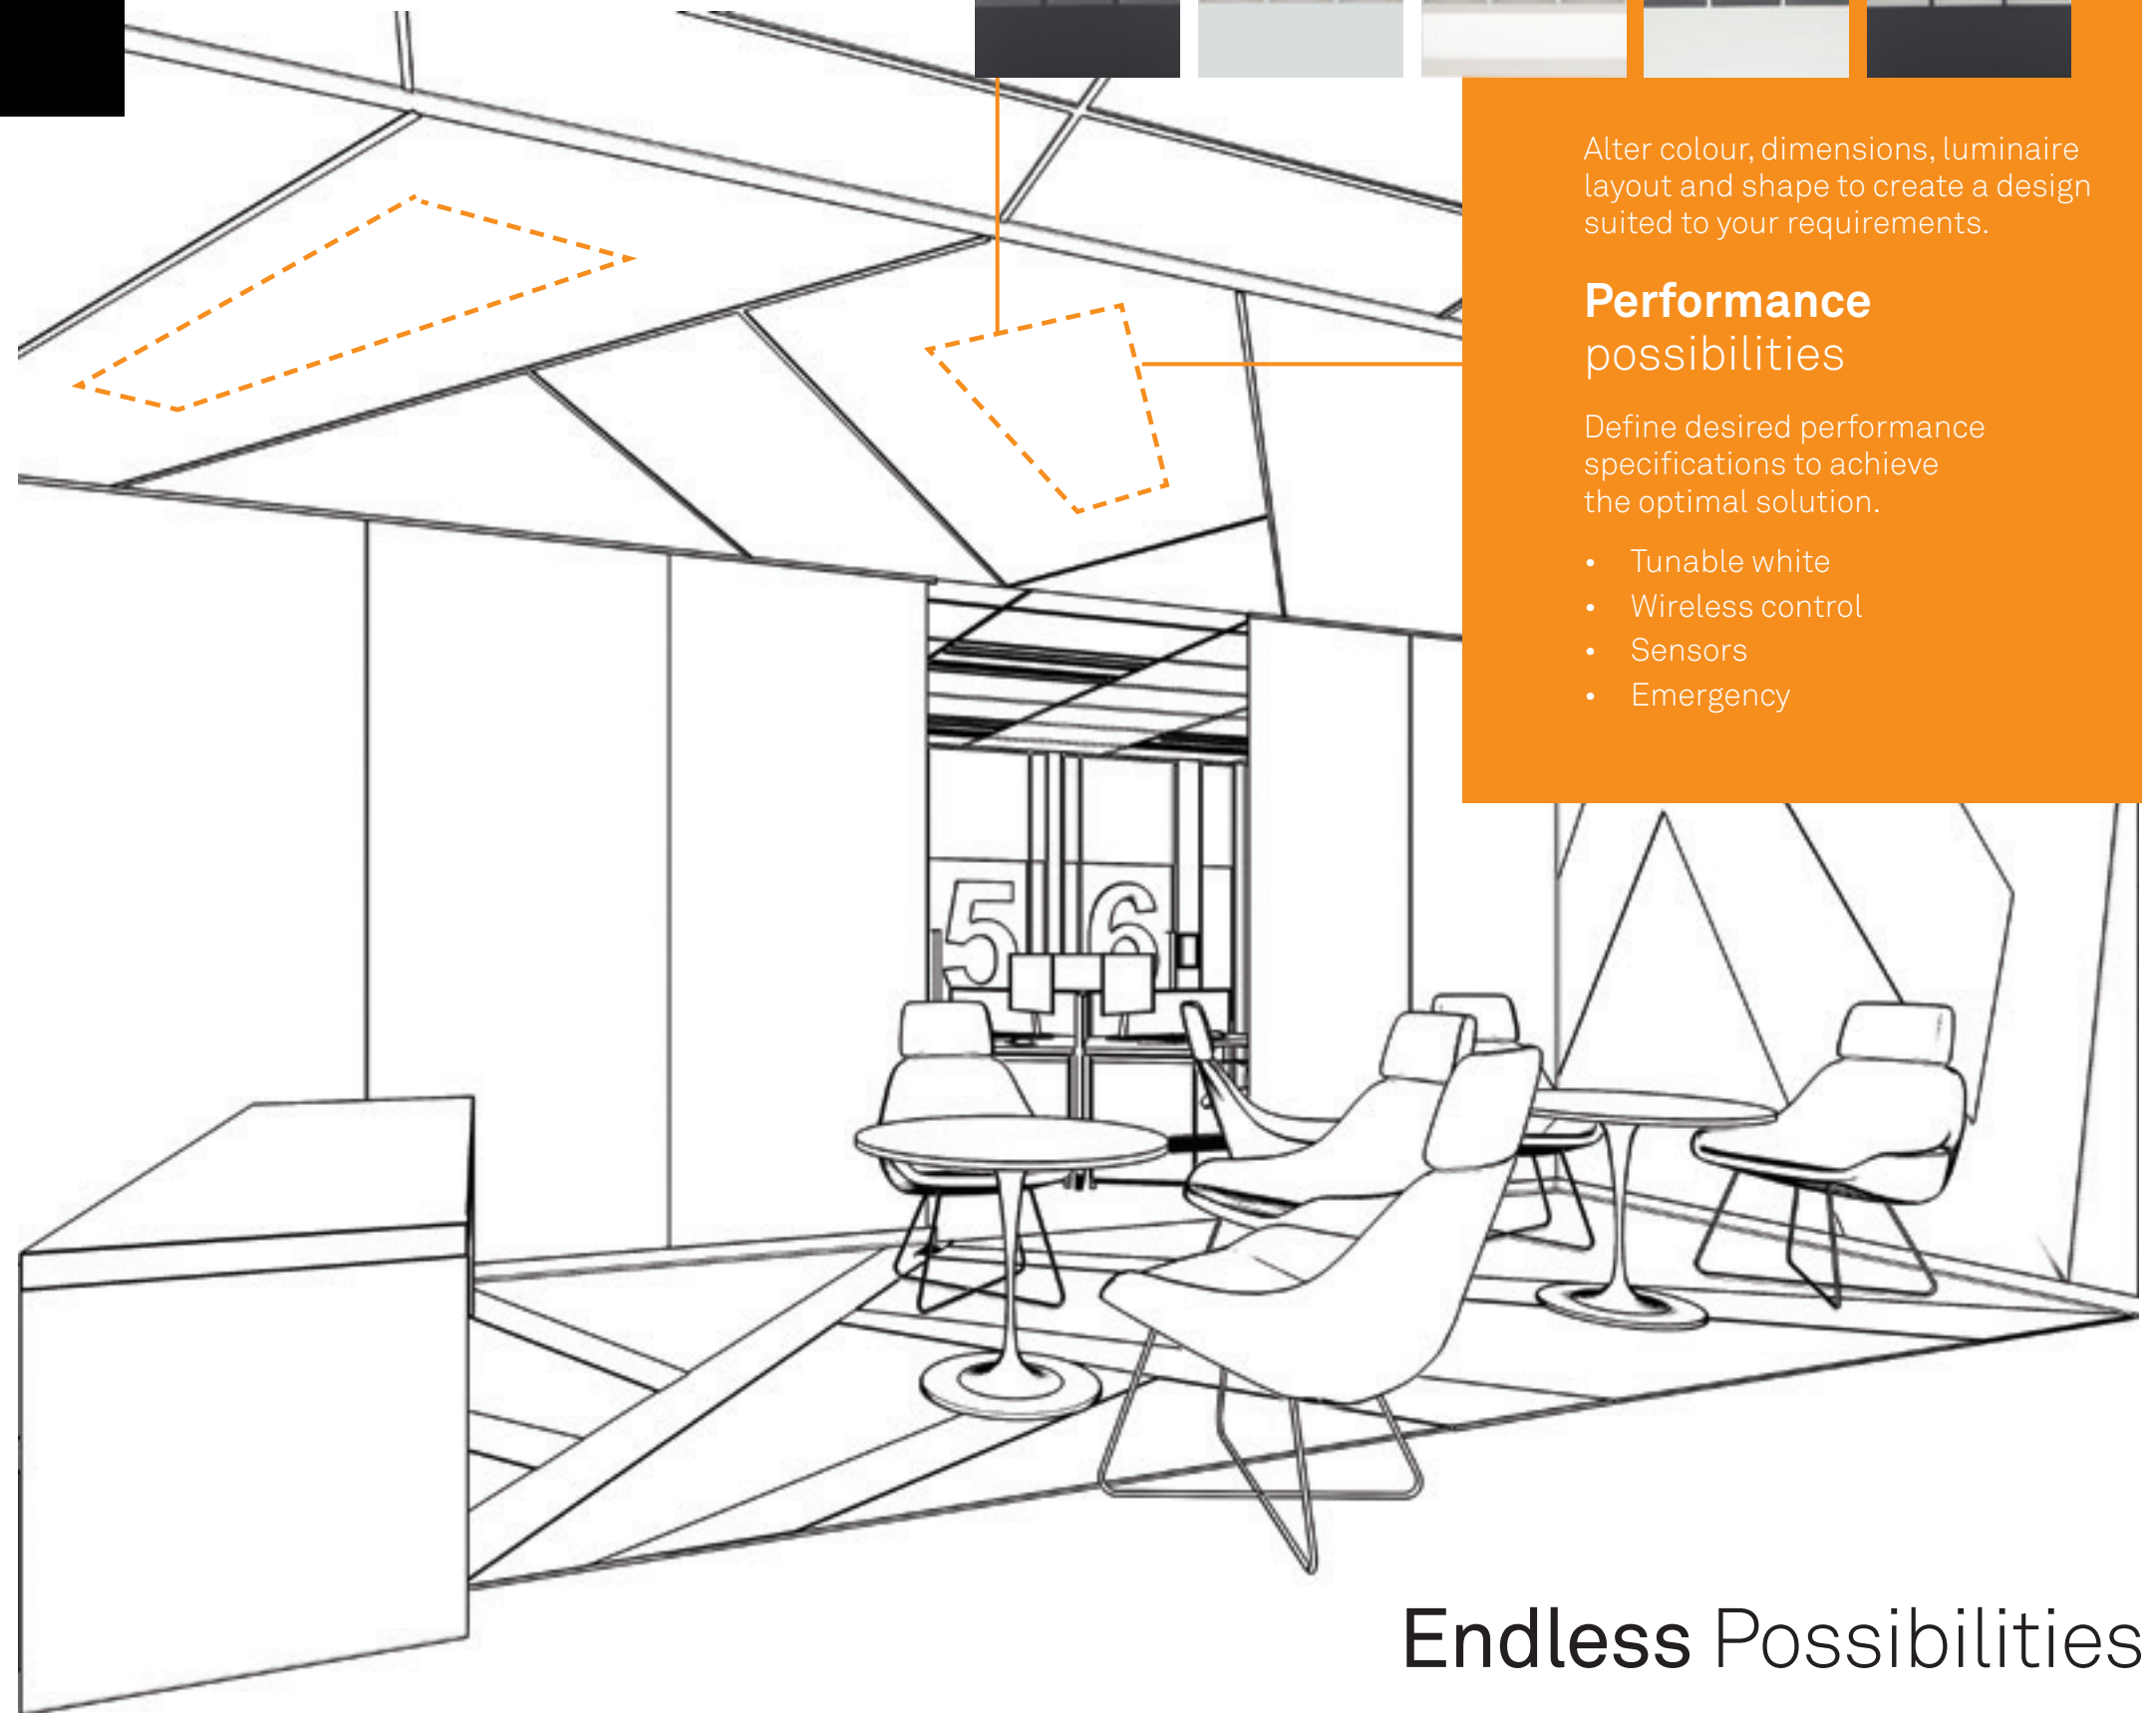 Alter colour, dimensions, luminaire
layout and shape to create a design
suited to your requirements.
Performance
possibilities
Define desired performance
specifications to achieve
the optimal solution.
• Tunable white
• Wireless control
• Sensors
• Emergency
5 6
Endless Possibilities